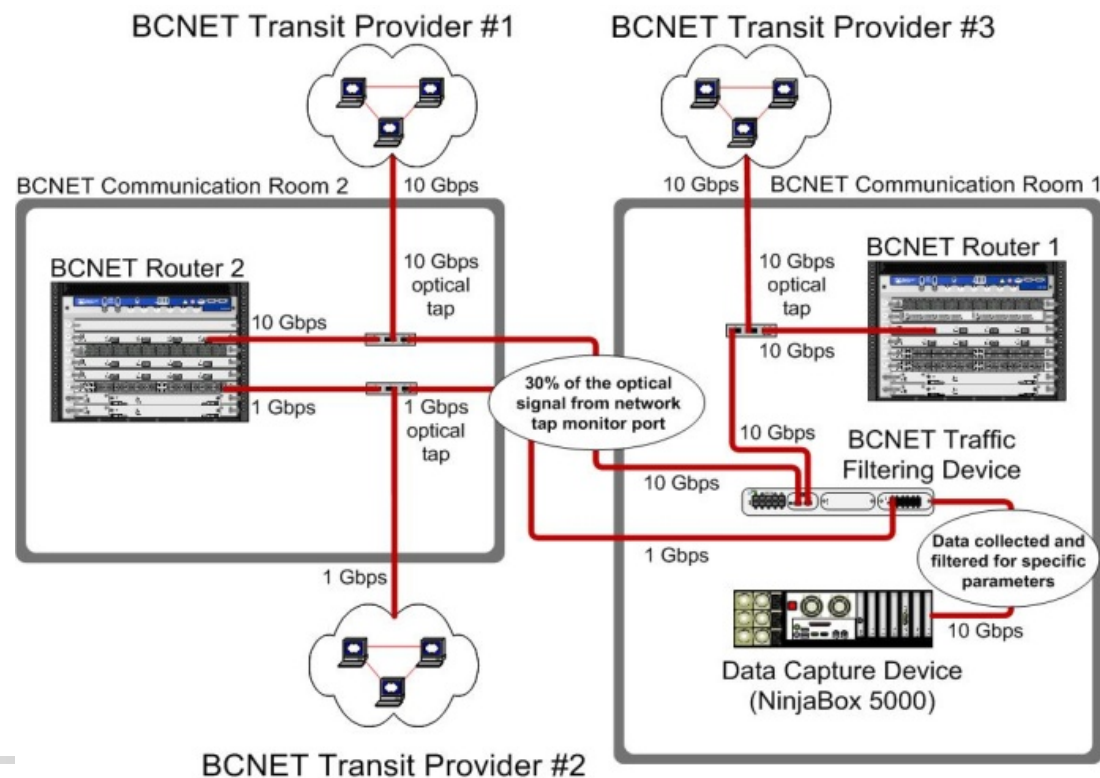 BCNET Transit Provider #1
BCNET Transit Provider #3
10 Gbps
10 Gbps
BCNET Communication Room 2
BCNET Communication Room 1
BCNET Router 2
10 Gbps
optical
tap
10 Gbps
1 Gbps
1 Gbps
optical
tap
30% of the optical
signal from network
tap monitor port
10 Gbps
optical
tap
BCNET Router 1
10 Gbps
10 Gbps
BCNET Traffic
Filtering Device
10 Gbps
1 Gbps
Data collected and
filtered for specific
parameters
10 Gbps
Data Capture Device
(NinjaBox 5000)
1 Gbps
BCNET Transit Provider #2